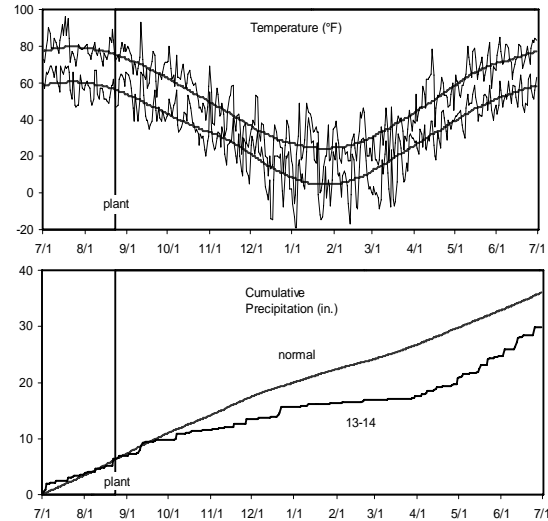 100
Temperature (°F)
80
60
40
20
0
plant
-20
7/1 8/1 9/1 10/1 11/1 12/1 1/1 2/1 3/1 4/1 5/1 6/1 7/1
40
Cumulative
Precipitation (in.)
30
normal
20
13-14
10
plant
0
7/1 8/1 9/1 10/1 11/1 12/1 1/1 2/1 3/1 4/1 5/1 6/1 7/1